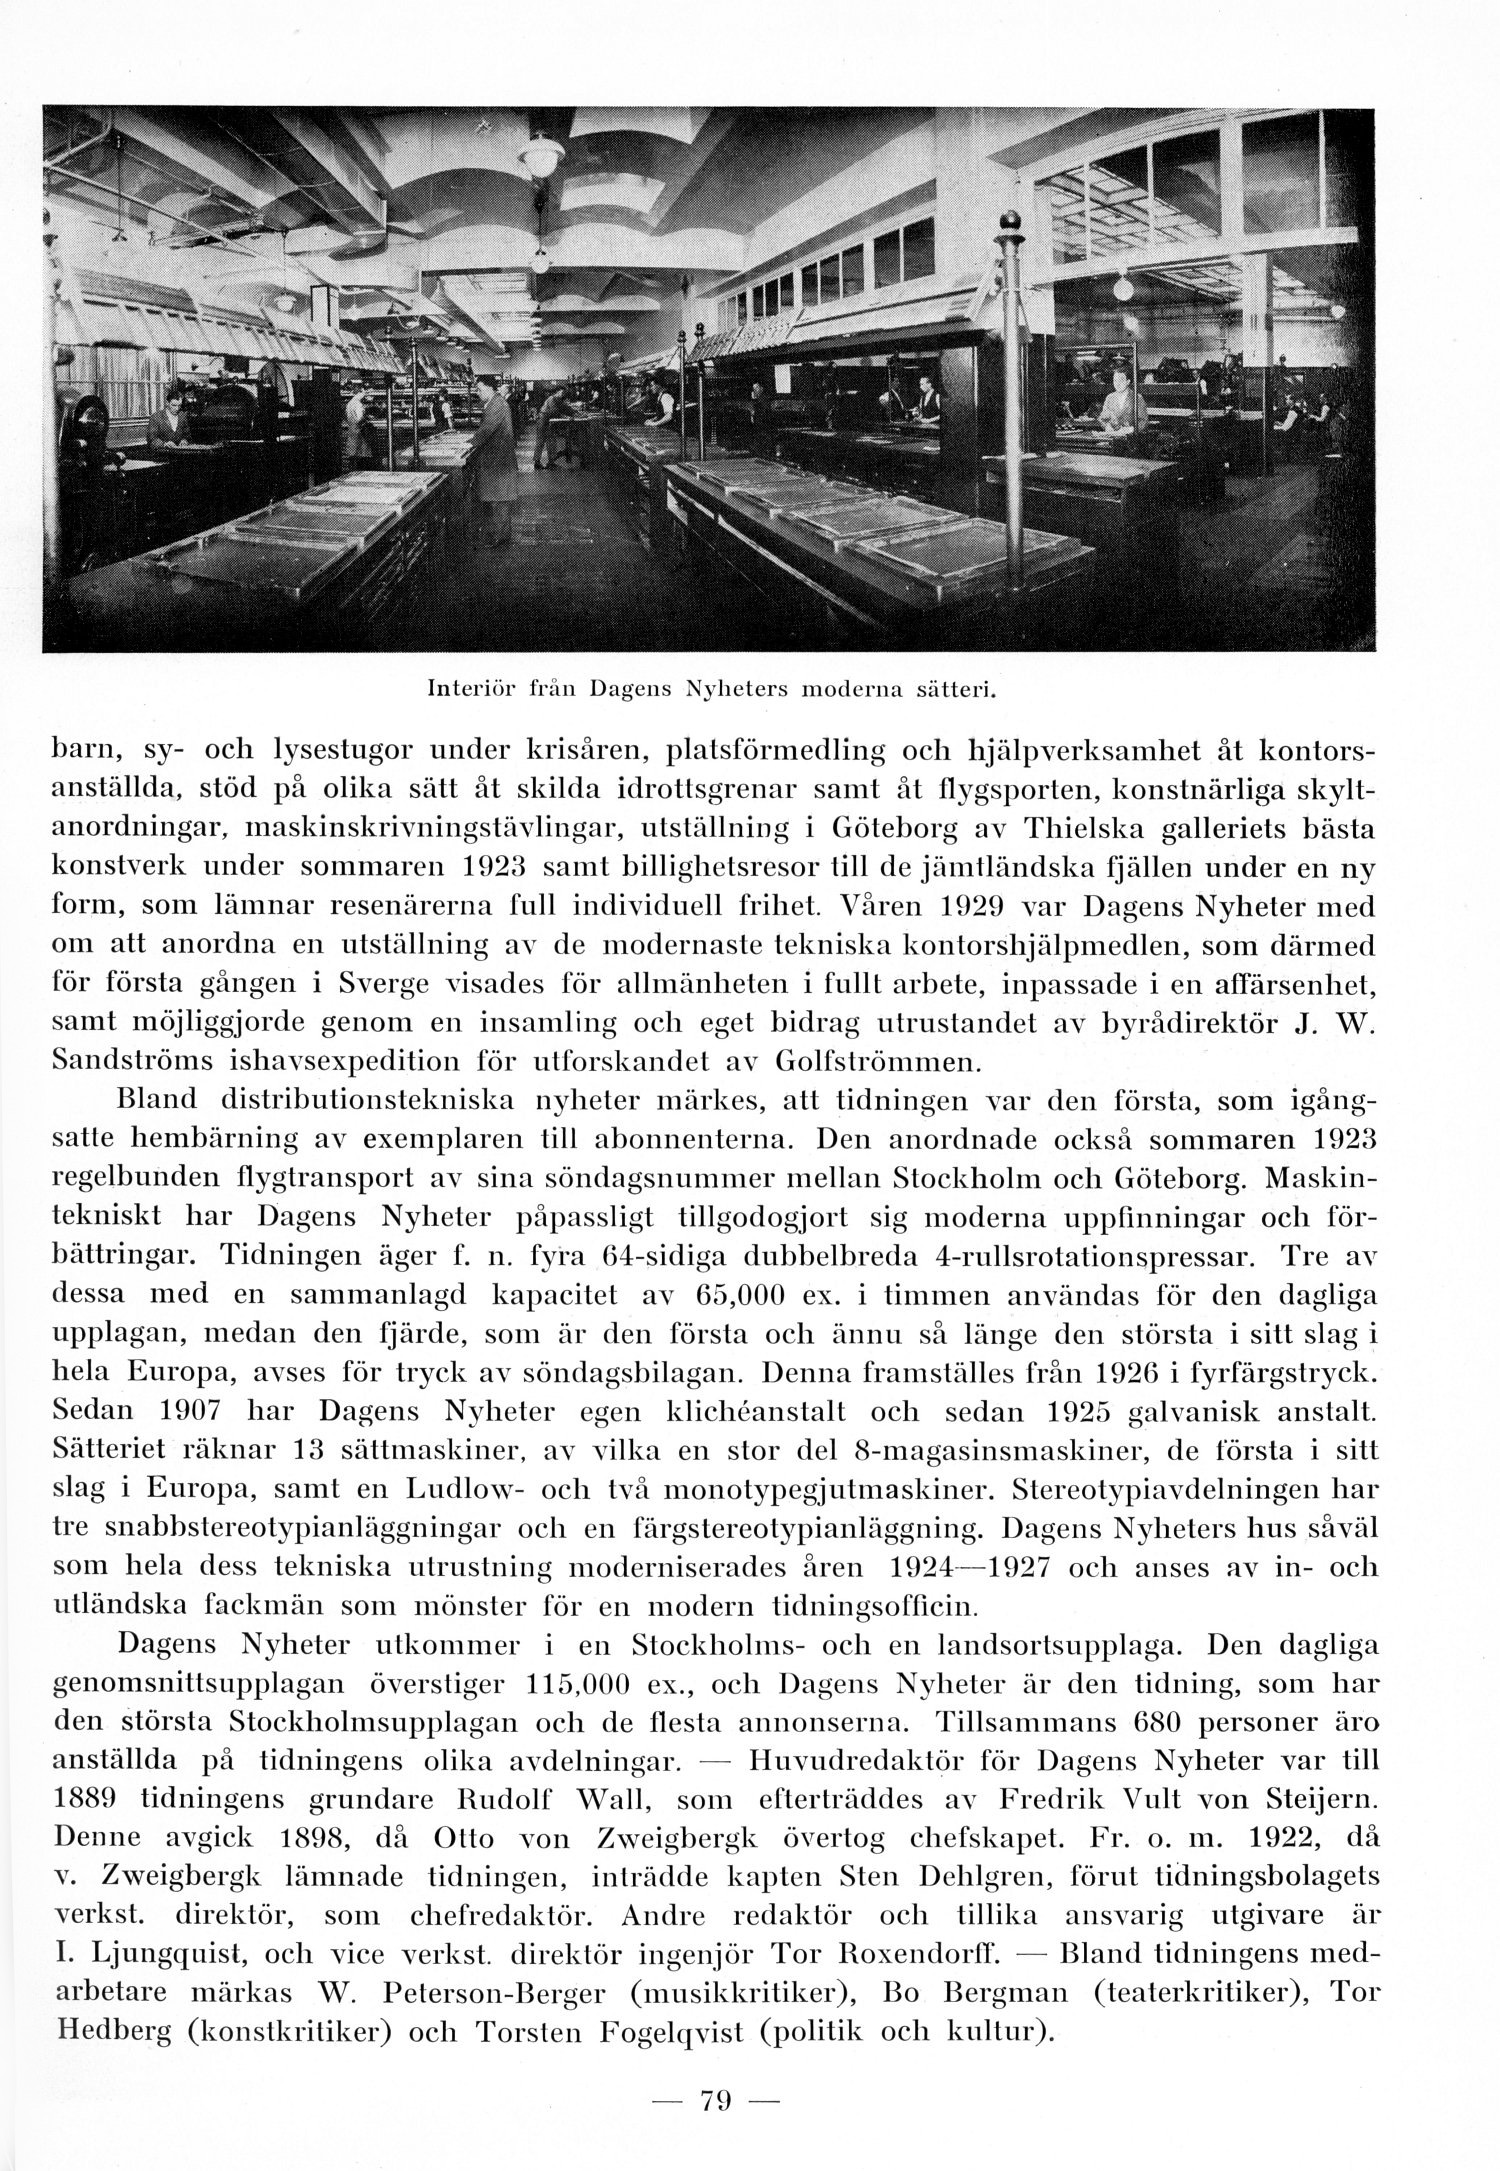 Interiör från Dagens Nyheters moderna sätteri.
barn, sy- och lysestugor under krisåren, platsförmedling och hjälpverksamhet åt kontors-
anställda, stöd på olika sätt åt skilda idrottsgrenar samt åt flygsporten, konstnärliga skylt-
anordningar, maskinskrivningstävlingar, utställning i Göteborg av Thielska galleriets bästa
konstverk under sommaren 1923 samt billighetsresor till de jämtländska fjällen under en ny
form, som lämnar resenärerna full individuell frihet. Våren 1929 var Dagens Nyheter med
om att anordna en utställning av de modernaste tekniska kontorshjälpmedlen, som därmed
för första gången i Sverge visades för allmänheten i fullt arbete, inpassade i en affärsenhet,
samt möjliggjorde genom en insamling och eget bidrag utrustandet av byrådirektör J. W.
Sandströms ishavsexpedition för utforskandet av Golfströmmen.
Bland distributionstekniska nyheter märkes, att tidningen var den första, som igång-
satte hembärning av exemplaren till abonnenterna. Den anordnade också sommaren 1923
regelbunden flygtransport av sina söndagsnummer mellan Stockholm och Göteborg. Maskin-
tekniskt har Dagens Nyheter påpassligt tillgodogjort sig moderna uppfinningar och för-
bättringar. Tidningen äger f. n. fyra 64-sidiga dubbelbreda 4-rullsrotationspressar. Tre av
dessa med en sammanlagd kapacitet av 65,000 ex. i timmen användas för den dagliga
upplagan, medan den fjärde, som är den första och ännu så länge den största i sitt slag i
hela Europa, avses för tryck av söndagsbilagan. Denna framställes från 1926 i fyrfärgstryck.
Sedan 1907 har Dagens Nyheter egen klichéanstalt och sedan 1925 galvanisk anstalt.
Sätteriet räknar 13 sättmaskiner, av vilka en stor del 8-magasinsmaskiner, de första i sitt
slag i Europa, samt en Ludlow- och två monotypegjutmaskiner. Stereotypiavdelningen har
tre snabbstereotypianläggningar och en färgstereotypianläggning. Dagens Nyheters hus såväl
som hela dess tekniska utrustning moderniserades åren 1924—1927 och anses av in- och
utländska fackmän som mönster för en modern tidningsofficin.
Dagens Nyheter utkommer i en Stockholms- och en landsortsupplaga. Den dagliga
genomsnittsupplagan överstiger 115,000 ex., och Dagens Nyheter är den tidning, som har
den största Stockholmsupplagan och de flesta annonserna. Tillsammans 680 personer äro
anställda på tidningens olika avdelningar. — Huvudredaktör för Dagens Nyheter var till
1889 tidningens grundare Rudolf Wall, som efterträddes av Fredrik Vult von Steijern.
Denne avgick 1898, då Otto von Zweigbergk övertog chefskapet. Fr. o. m. 1922, då
v. Zweigbergk lämnade tidningen, inträdde kapten Sten Dehlgren, förut tidningsbolagets
verkst. direktör, som chefredaktör. Andre redaktör och tillika ansvarig utgivare är
I. Ljungquist, och vice verkst. direktör ingenjör Tor Roxendorff. — Bland tidningens med-
arbetare märkas W. Peterson-Berger (musikkritiker), Bo Bergman (teaterkritiker), Tor
Hedberg (konstkritiker) och Torsten Fogelqvist (politik och kultur).
— 79 —